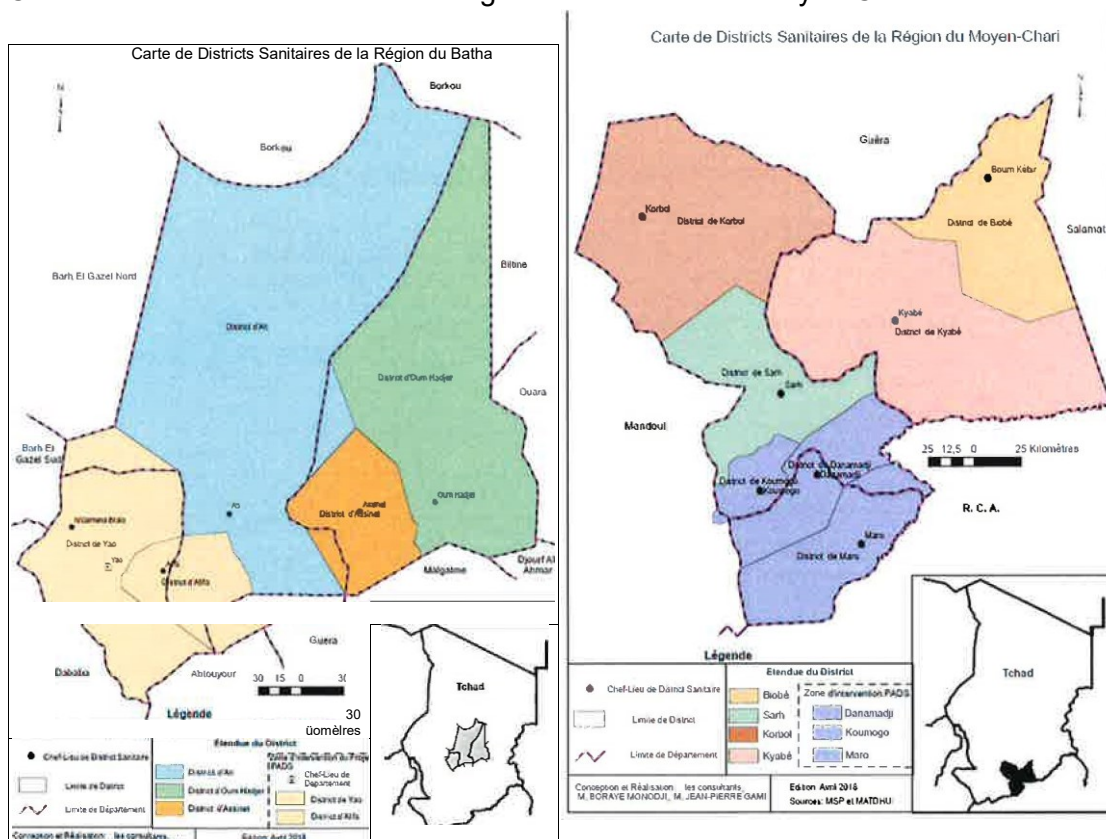 Carte de Districts Sanitaires de la Région du Batha
N
Borkou
Borkou
Barh El Gazel Nord
Biltine
District d'Ati
District d'Oum Hadjer
Ouara
Barh El
Gazel Sud
Ati
Assinet
District d'Assinet
Oum Hadjer
District de Yao
Yao
District d'Alifa
Djouf Al
Ahmar
Guera
Dababa
Abtouyour
30 15 0 30
30
üomèlres
Tchad
Légende
Chef-Lieu de District Sanitaire
Limite de District
Limite de Département
Etendue du District
District d'Ati
District d'Oum Hadjer
District d'Assinet
Chef-Lieu de
Département
District de Yao
District d'Alifa
Conception et Réalisation: les consultants,
Edition: Avril 2018
Carte de Districts Sanitaires de la Région du Moyen-Chari
N
Guéra
Korbol
District de Korbol
District de Biobé
Salamat
Kyabé
District de Kyabé
District de Sarh
Sarh
Mandoul
25 12,5 0 25 Kilomètres
District de Danamadji
Danamadji
District de Koumogo
Koumogo
R. C. A.
Maro
District de Maro
Légende
Chef-Lieu de District Sanitaire
Limite de District
Limite de Département
Etendue du District
Biobé
Sarh
Korbol
Kyabé
Zone d'intervention PADS
Danamadji
Koumogo
Maro
Tchad
Conception et Réalisation: les consultants,
M. BORAYE MONODJI, M. JEAN-PIERRE GAMI
Edition Avril 2018
Sources: MSP et MATDHU